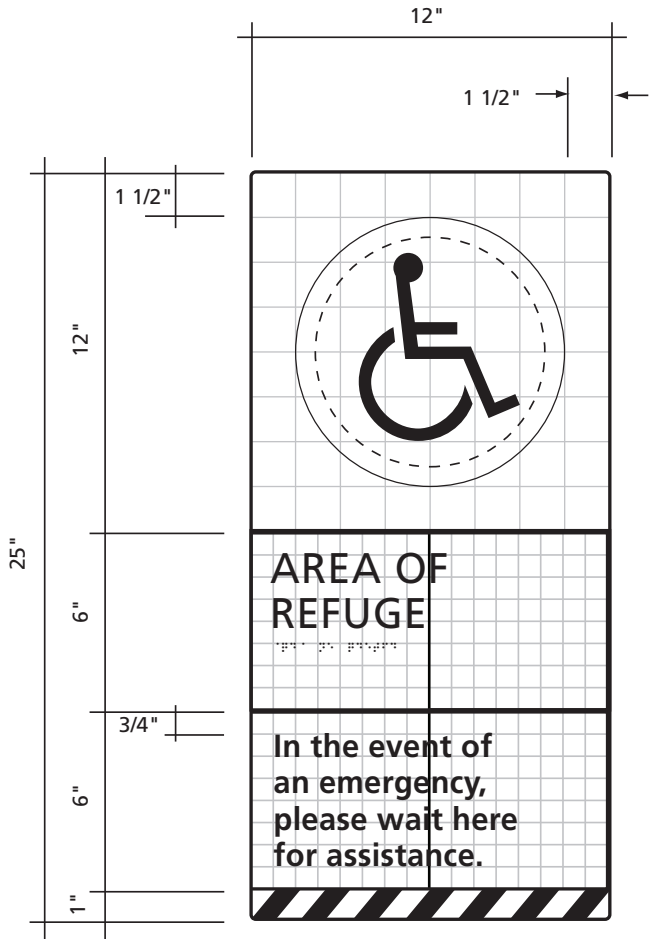 12"
1 1/2"
1 1/2"
12"
25"
AREA OF
REFUGE
6"
3/4"
In the event of
an emergency,
please wait here
for assistance.
6"
1"